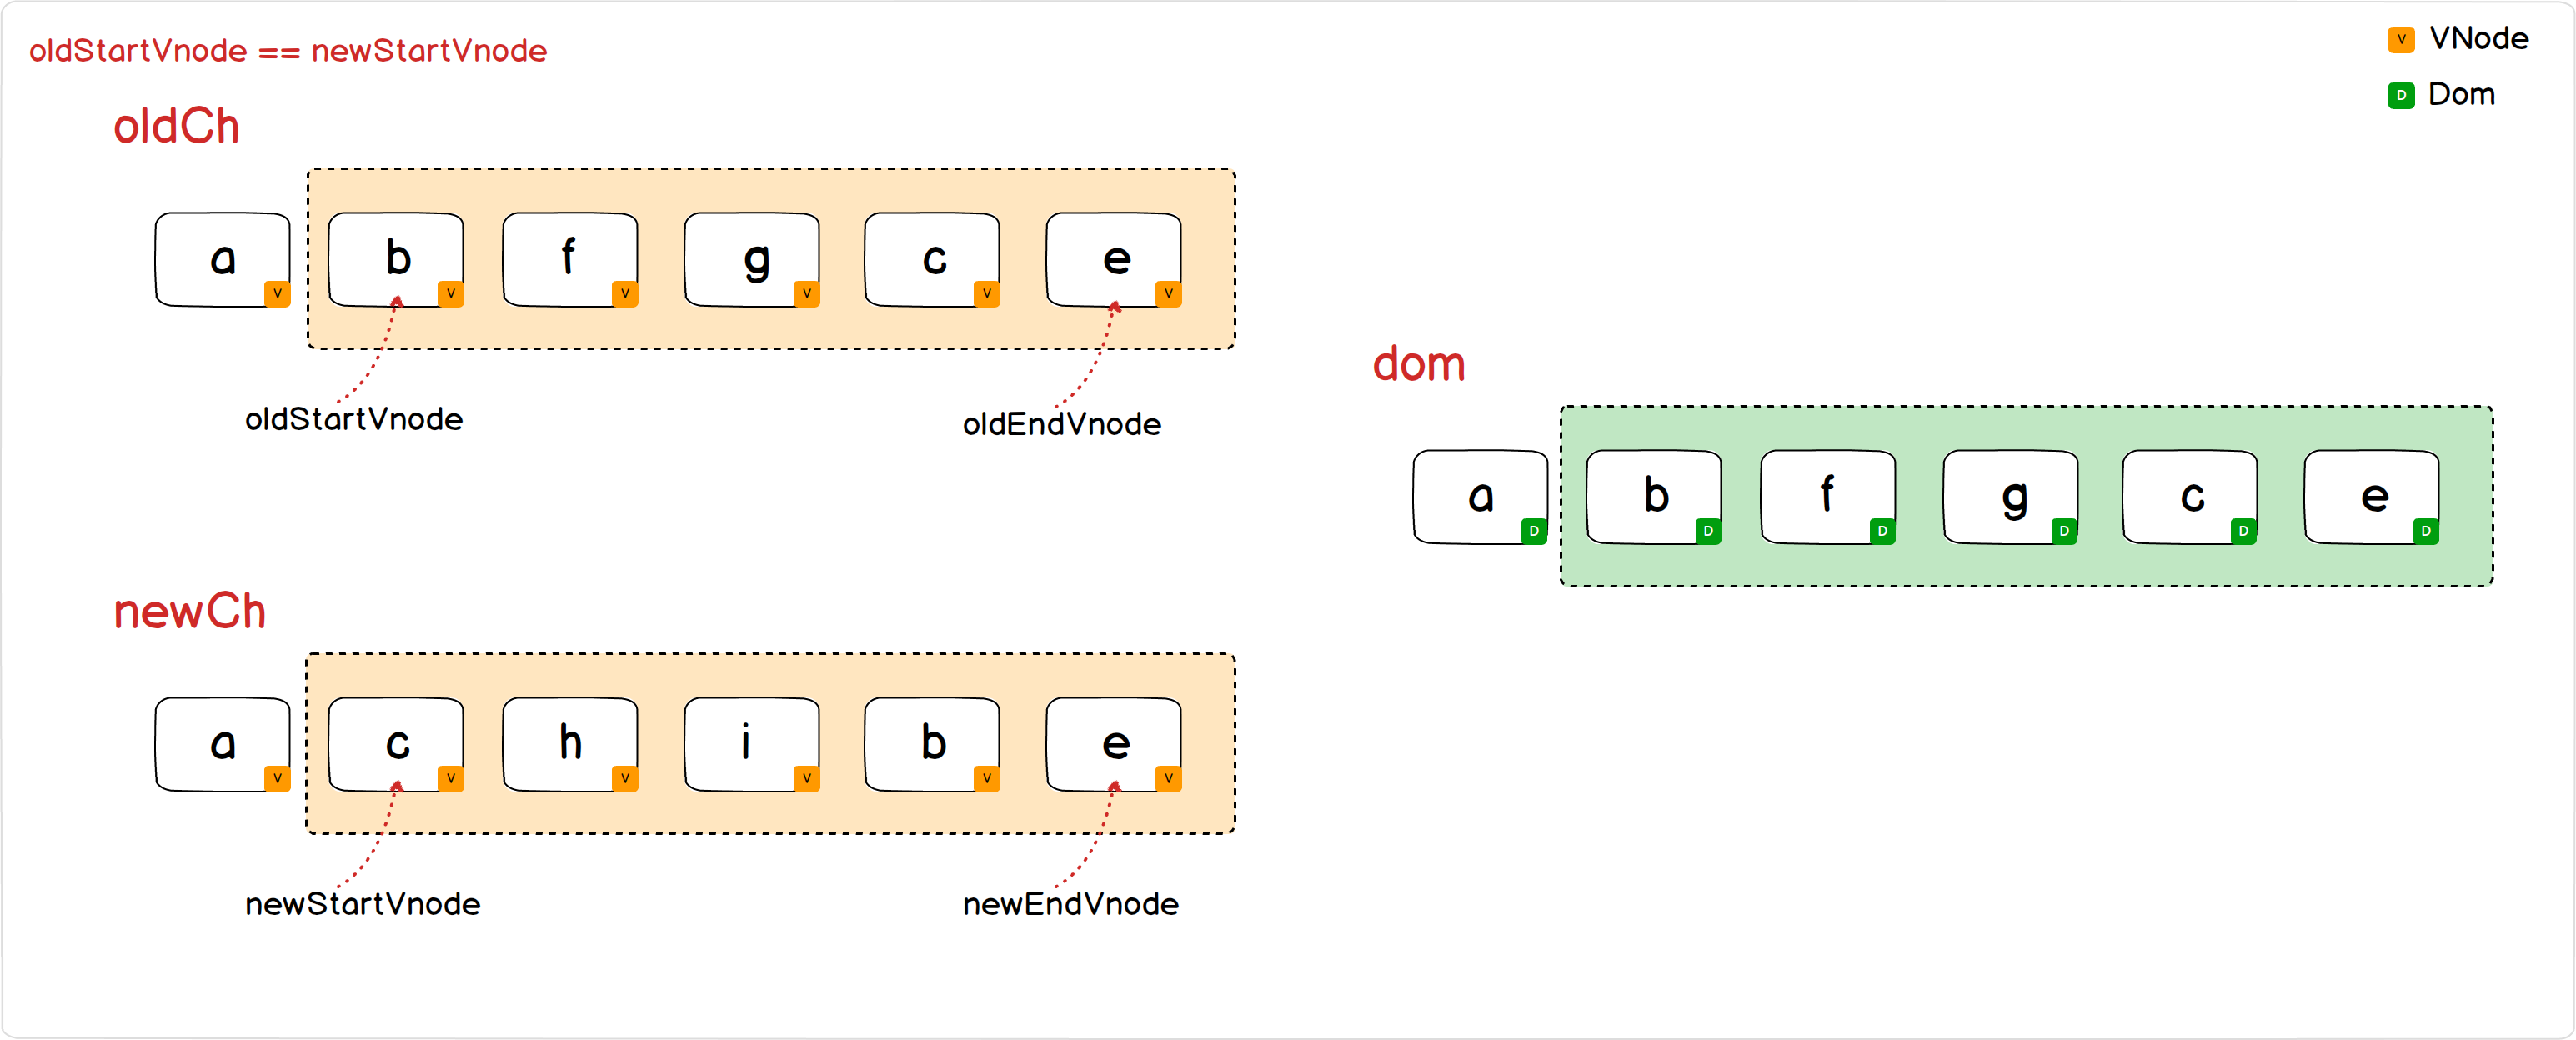 oldStartVnode == newStartVnode
V VNode
D Dom
oldCh
a V b V f V g V c V e V
oldStartVnode
oldEndVnode
dom
a D b D f D g D c D e D
newCh
a V c V h V i V b V e V
newStartVnode
newEndVnode